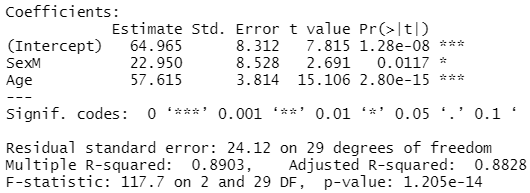 Coefficients:
Estimate Std. Error t value Pr(>|t|)
(Intercept) 64.965 8.312 7.815 1.28e-08 ***
SexM 22.950 8.528 2.691 0.0117 *
Age 57.615 3.814 15.106 2.80e-15 ***
---
Signif. codes: 0 ‘***’ 0.001 ‘**’ 0.01 ‘*’ 0.05 ‘.’ 0.1 ‘
Residual standard error: 24.12 on 29 degrees of freedom
Multiple R-squared: 0.8903, Adjusted R-squared: 0.8828
F-statistic: 117.7 on 2 and 29 DF, p-value: 1.205e-14